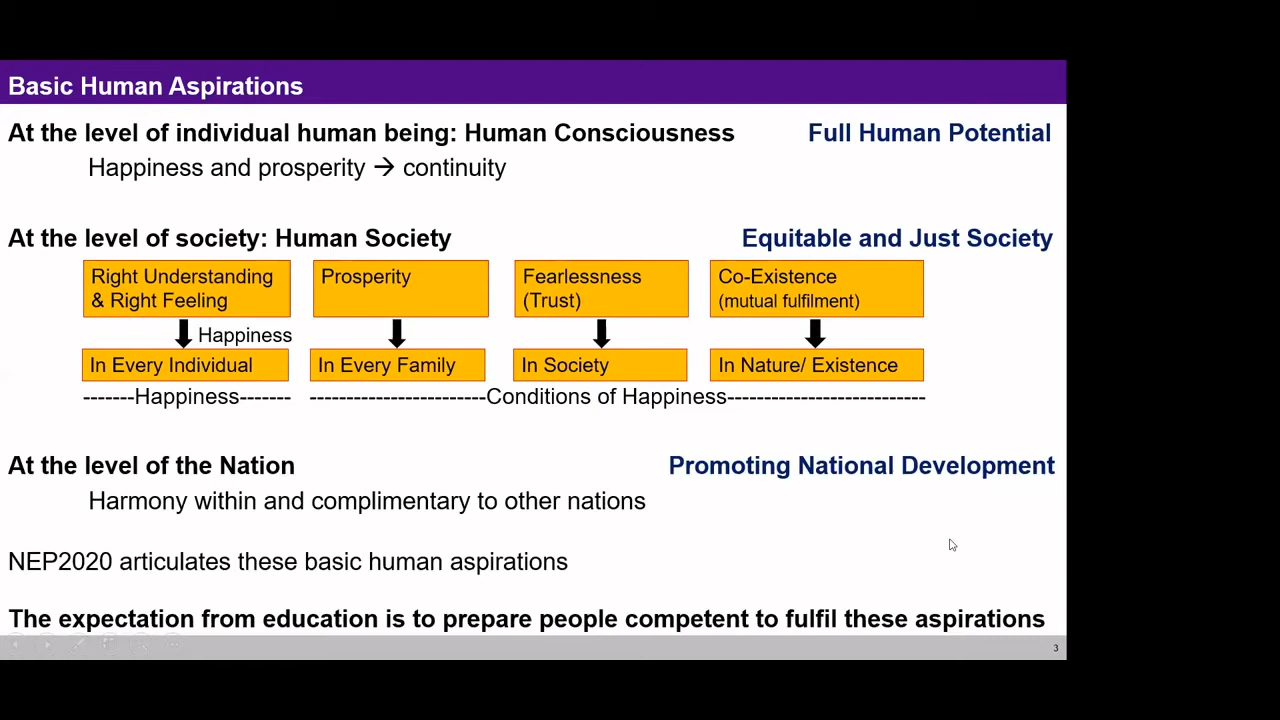 Basic Human Aspirations
At the level of individual human being: Human Consciousness Full Human Potential
Happiness and prosperity → continuity
At the level of society: Human Society Equitable and Just Society
Right Understanding
& Right Feeling
Prosperity
Fearlessness
(Trust)
Co-Existence
(mutual fulfilment)
Happiness
In Every Individual
In Every Family
In Society
In Nature/ Existence
-------Happiness-------
------------------------Conditions of Happiness---------------------------
At the level of the Nation Promoting National Development
Harmony within and complimentary to other nations
NEP2020 articulates these basic human aspirations
The expectation from education is to prepare people competent to fulfil these aspirations
3